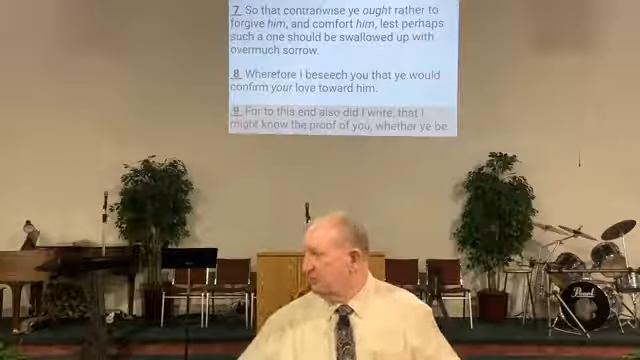 7 So that contrariwise ye ought rather to
forgive him, and comfort him, lest perhaps
such a one should be swallowed up with
overmuch sorrow.
8 Wherefore I beseech you that ye would
confirm your love toward him.
9 For to this end also did I write, that I
might know the proof of you, whether ye be
Pearl